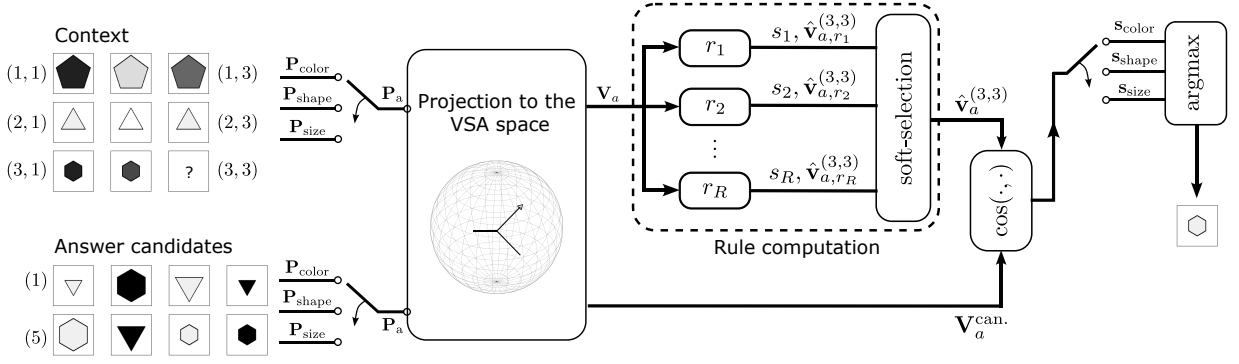 Context
(1, 1)
(1, 3)
(2, 1)
(2, 3)
(3, 1)
?
(3, 3)
P_color
P_shape
P_size
P_a
Answer candidates
(1)
(5)
P_color
P_shape
P_size
P_a
Projection to the
VSA space
V_a
r_1
r_2
⋮
r_R
s_1, v̂_{a,r_1}^{(3,3)}
s_2, v̂_{a,r_2}^{(3,3)}
s_R, v̂_{a,r_R}^{(3,3)}
soft-selection
Rule computation
v̂_a^{(3,3)}
cos(·, ·)
V_a^{can.}
s_color
s_shape
s_size
argmax